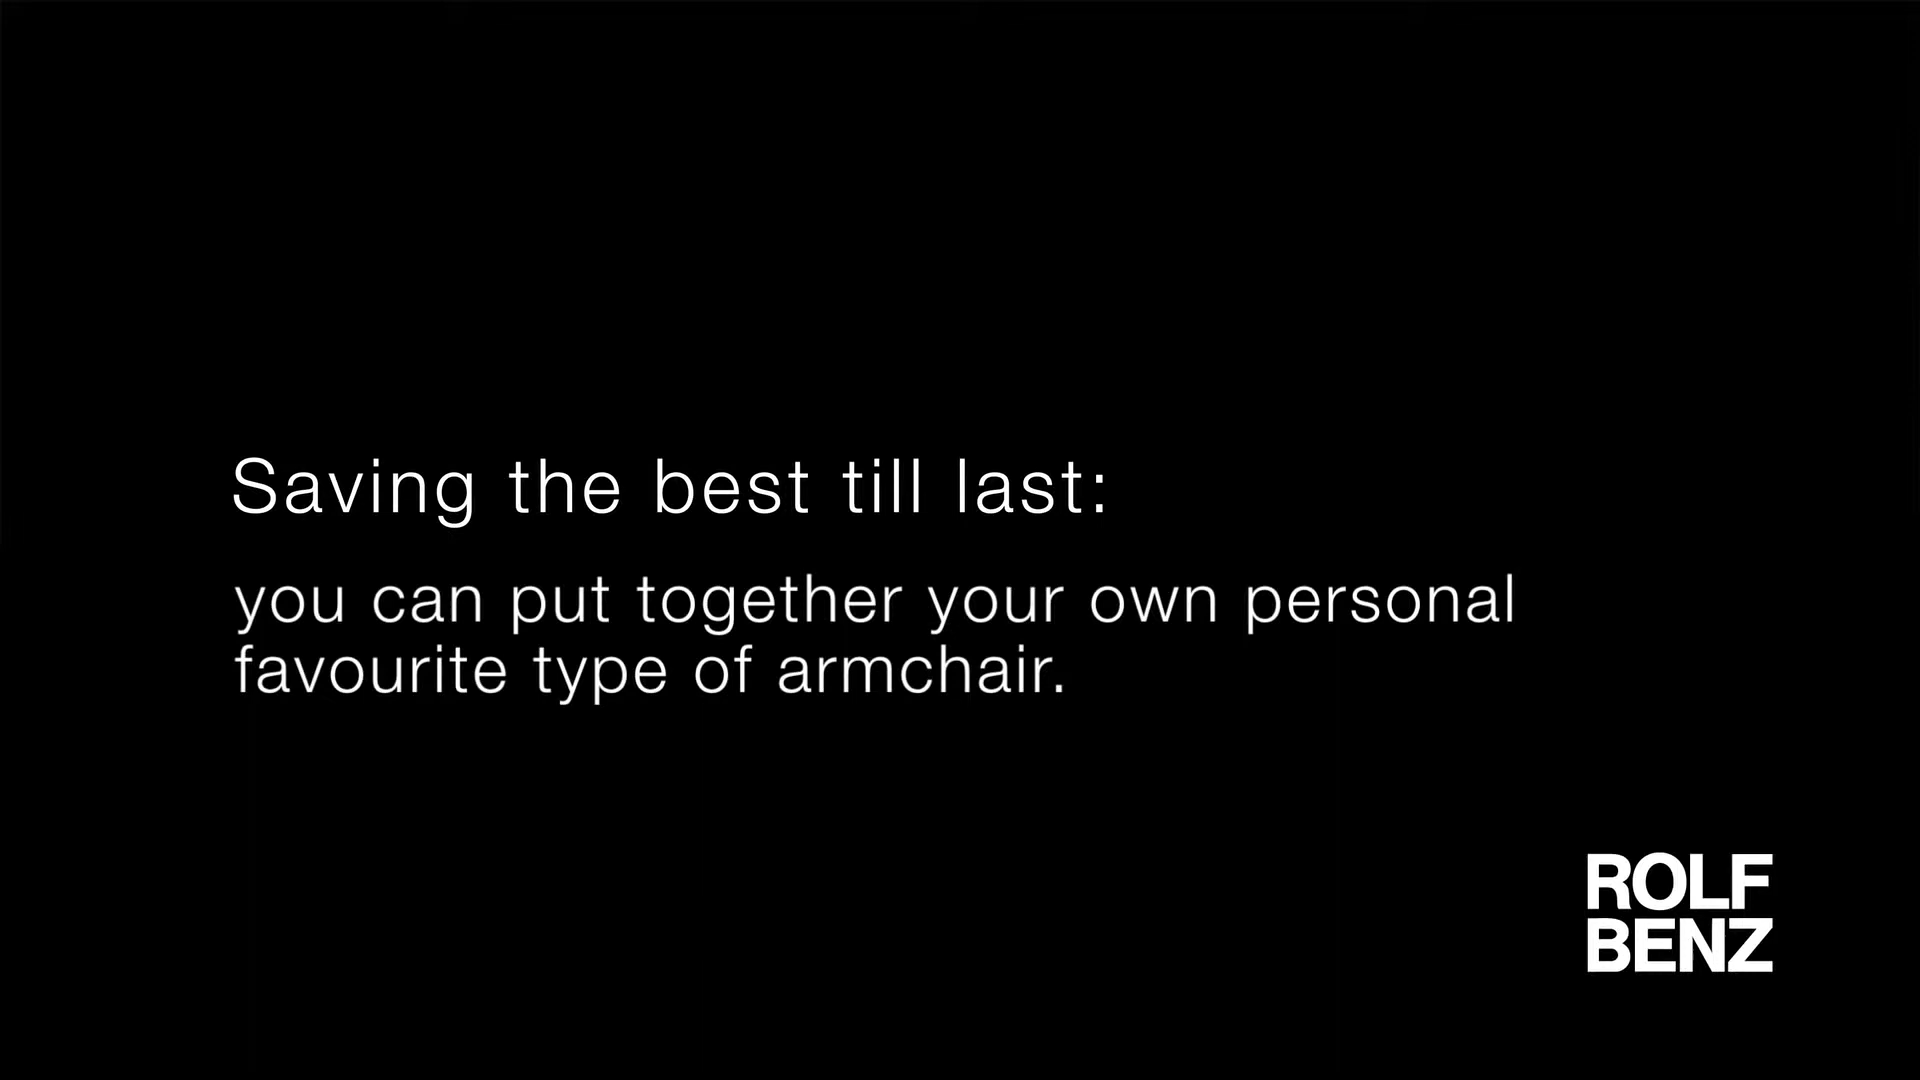 Saving the best till last:
you can put together your own personal
favourite type of armchair.
ROLF
BENZ